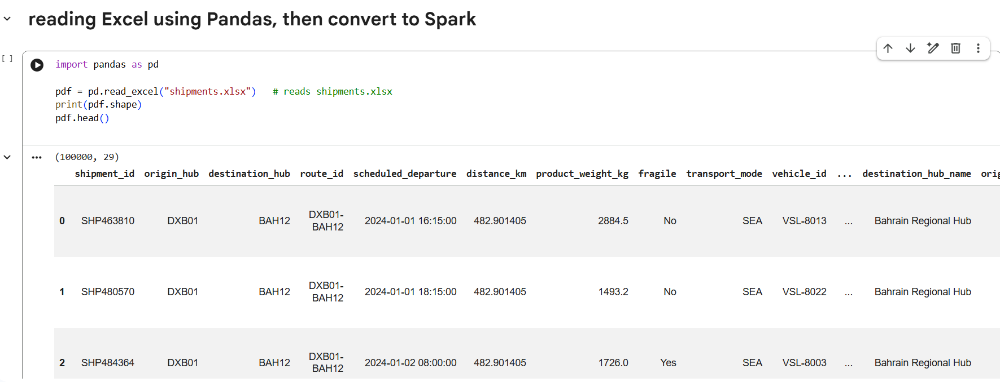 reading Excel using Pandas, then convert to Spark
[ ]
import pandas as pd
pdf = pd.read_excel("shipments.xlsx")   # reads shipments.xlsx
print(pdf.shape)
pdf.head()
(100000, 29)
shipment_id origin_hub destination_hub route_id scheduled_departure distance_km product_weight_kg fragile transport_mode vehicle_id ... destination_hub_name orig
0 SHP463810 DXB01 BAH12 DXB01- 2024-01-01 16:15:00 482.901405 2884.5 No SEA VSL-8013 ... Bahrain Regional Hub
BAH12
1 SHP480570 DXB01 BAH12 DXB01- 2024-01-01 18:15:00 482.901405 1493.2 No SEA VSL-8022 ... Bahrain Regional Hub
BAH12
2 SHP484364 DXB01 BAH12 DXB01- 2024-01-02 08:00:00 482.901405 1726.0 Yes SEA VSL-8003 ... Bahrain Regional Hub
BAH12